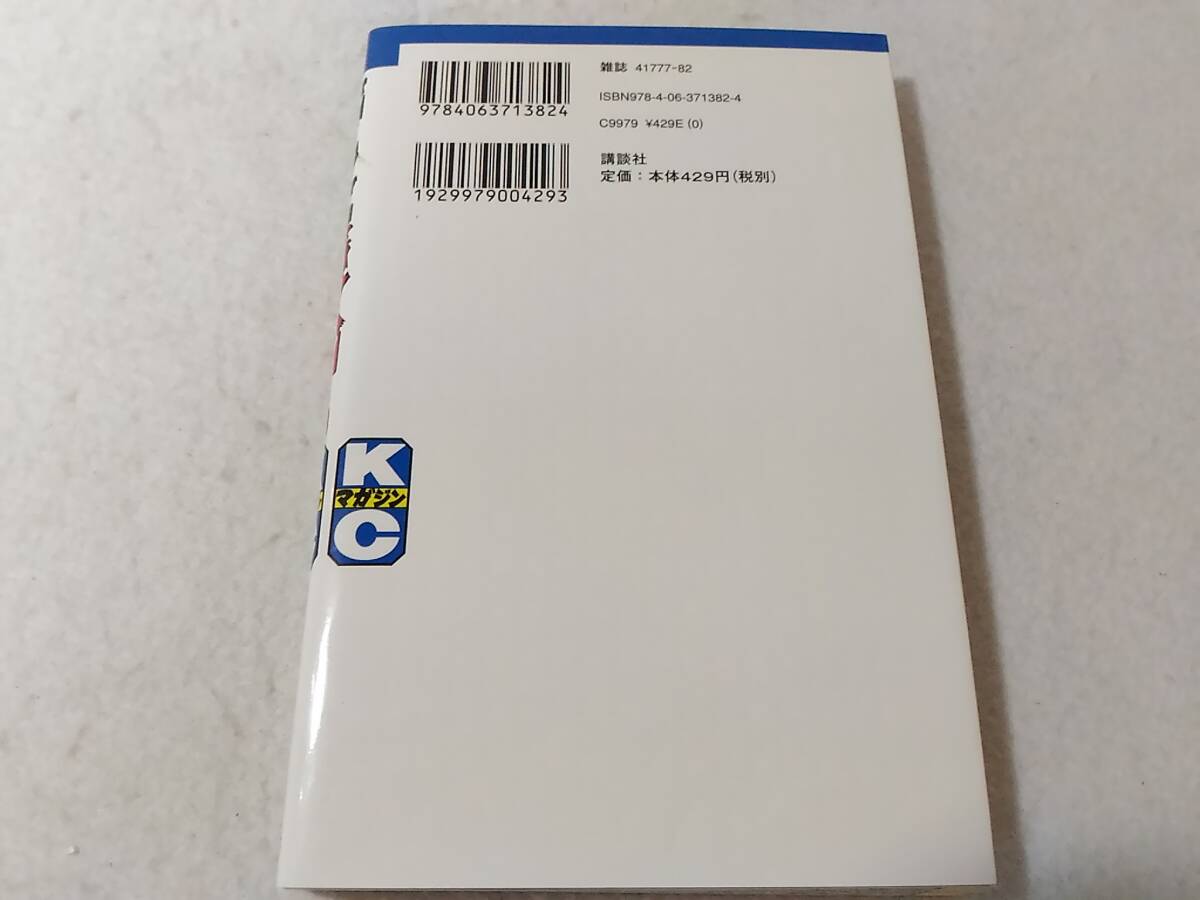 9784063713824
1929979004293
雑誌 41777-82
ISBN978-4-06-371382-4
C9979 ¥429E (0)
講談社
定価：本体429円(税別)
K
マガジン
C